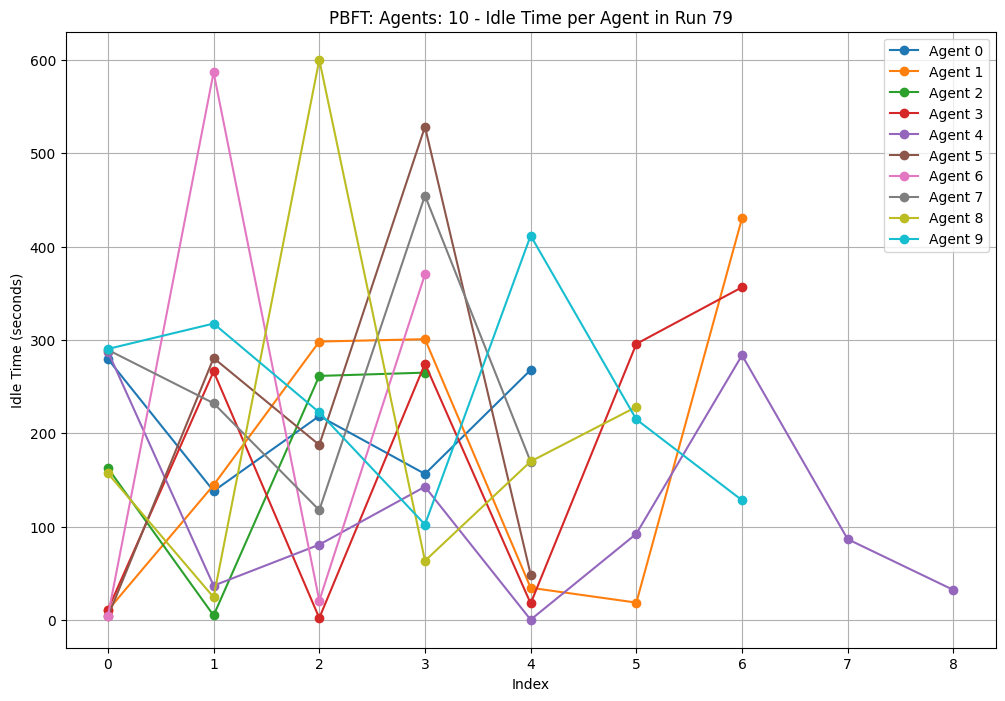 PBFT: Agents: 10 - Idle Time per Agent in Run 79
Idle Time (seconds)
600
500
400
300
200
100
0
0 1 2 3 4 5 6 7 8
Index
Agent 0
Agent 1
Agent 2
Agent 3
Agent 4
Agent 5
Agent 6
Agent 7
Agent 8
Agent 9